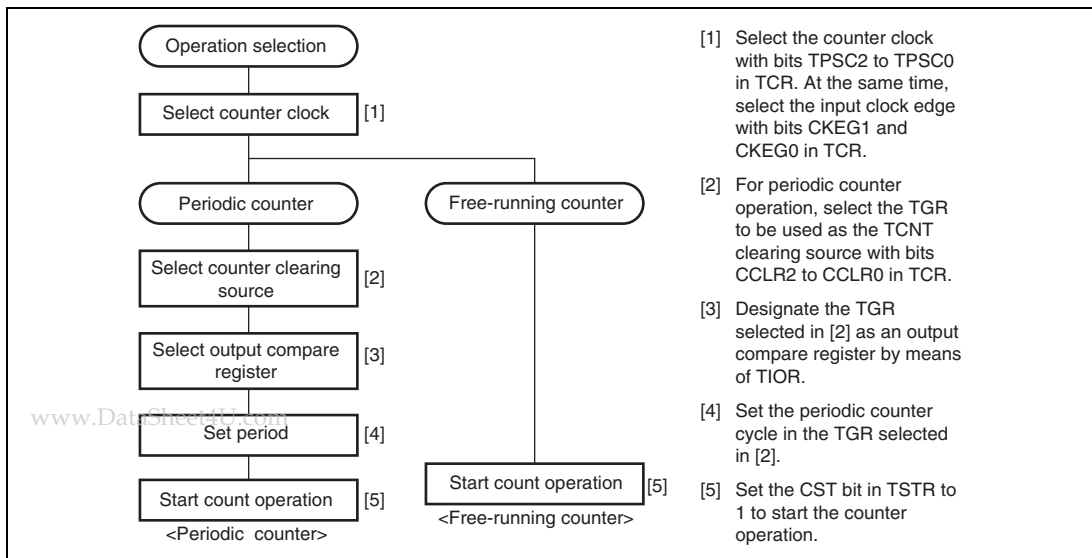 Operation selection
Select counter clock
[1]
Periodic counter
Free-running counter
Select counter clearing
source
[2]
Select output compare
register
[3]
www.DataSheet4U.com
Set period
[4]
Start count operation
[5]
<Periodic counter>
Start count operation
[5]
<Free-running counter>
[1] Select the counter clock
with bits TPSC2 to TPSC0
in TCR. At the same time,
select the input clock edge
with bits CKEG1 and
CKEG0 in TCR.
[2] For periodic counter
operation, select the TGR
to be used as the TCNT
clearing source with bits
CCLR2 to CCLR0 in TCR.
[3] Designate the TGR
selected in [2] as an output
compare register by means
of TIOR.
[4] Set the periodic counter
cycle in the TGR selected
in [2].
[5] Set the CST bit in TSTR to
1 to start the counter
operation.